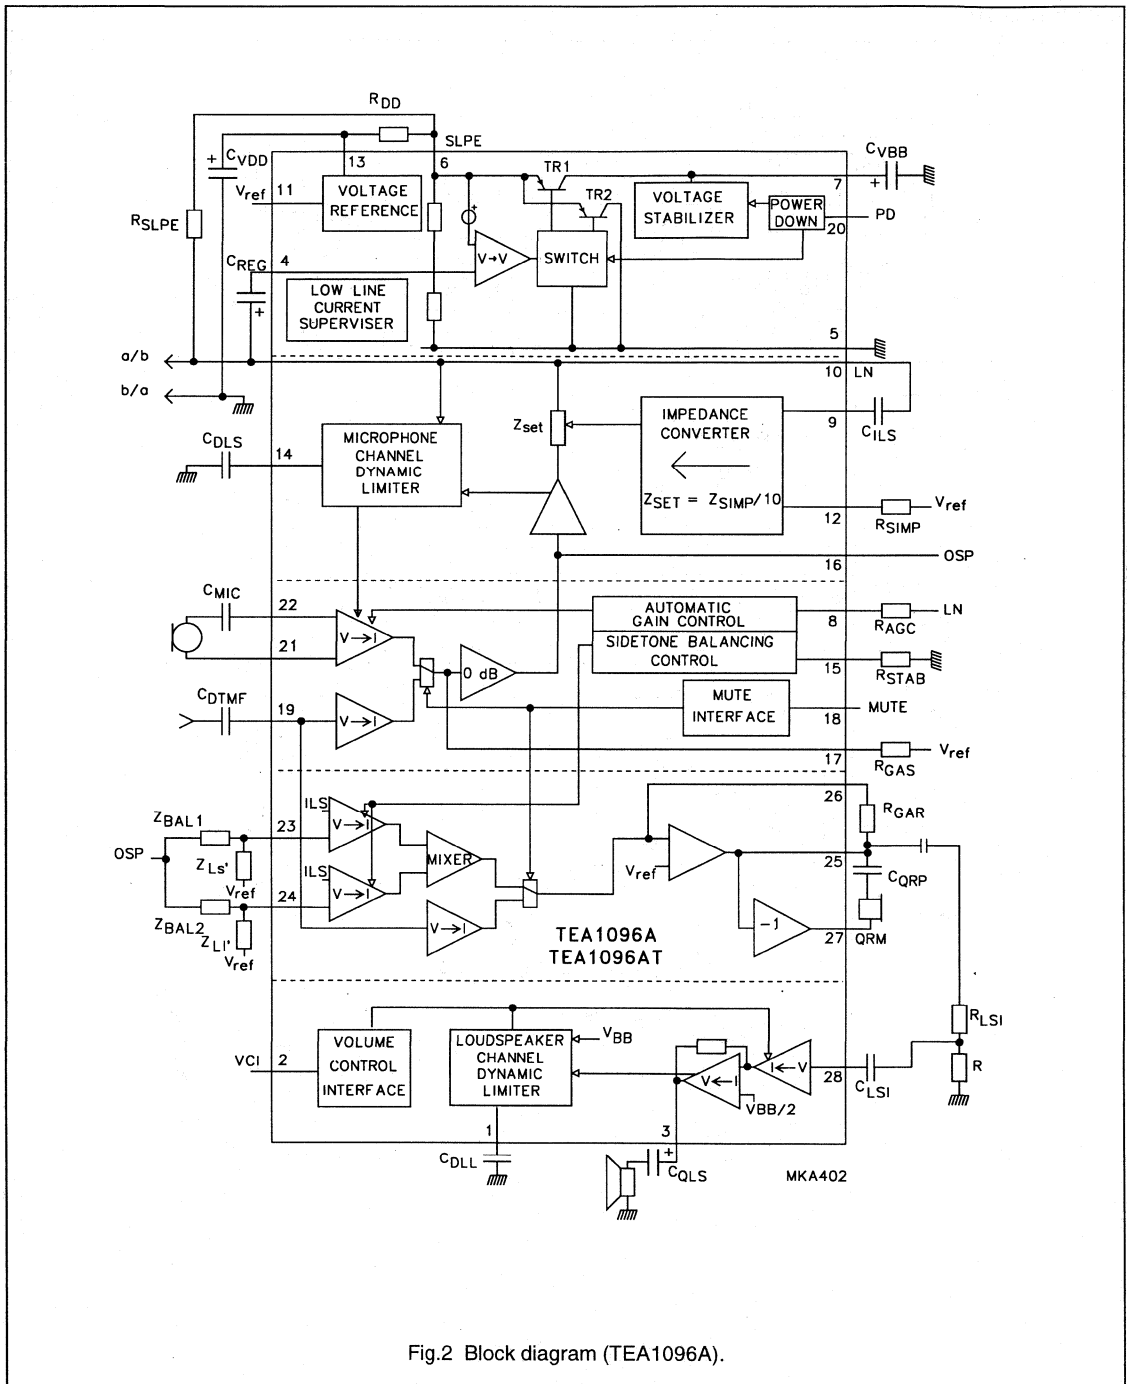 RDD
SLPE
CVDD
13
6
TR1
CVBB
Vref
11
VOLTAGE
REFERENCE
TR2
7
+
VOLTAGE
STABILIZER
POWER
DOWN
PD
20
RSLPE
CREG
4
V→V
SWITCH
LOW LINE
CURRENT
SUPERVISER
5
a/b
10
LN
b/a
Zset
IMPEDANCE
CONVERTER
9
CILS
CDLS
14
MICROPHONE
CHANNEL
DYNAMIC
LIMITER
ZSET = ZSIMP/10
12
RSIMP
Vref
16
OSP
CMIC
22
V→I
21
AUTOMATIC
GAIN CONTROL
8
RAGC
LN
SIDETONE BALANCING
CONTROL
15
RSTAB
0 dB
CDTMF
19
V→I
MUTE
INTERFACE
18
MUTE
17
RGAS
Vref
26
RGAR
ZBAL1
23
ILS
V→I
OSP
ZLs'
Vref
MIXER
Vref
25
CQRP
24
ILS
V→I
ZBAL2
ZLl'
Vref
V→I
-1
27
QRM
TEA1096A
TEA1096AT
RLSI
VCI
2
VOLUME
CONTROL
INTERFACE
LOUDSPEAKER
CHANNEL
DYNAMIC
LIMITER
VBB
V←I
I←V
VBB/2
28
CLSI
R
1
3
CDLL
+
CQLS
MKA402
Fig.2 Block diagram (TEA1096A).